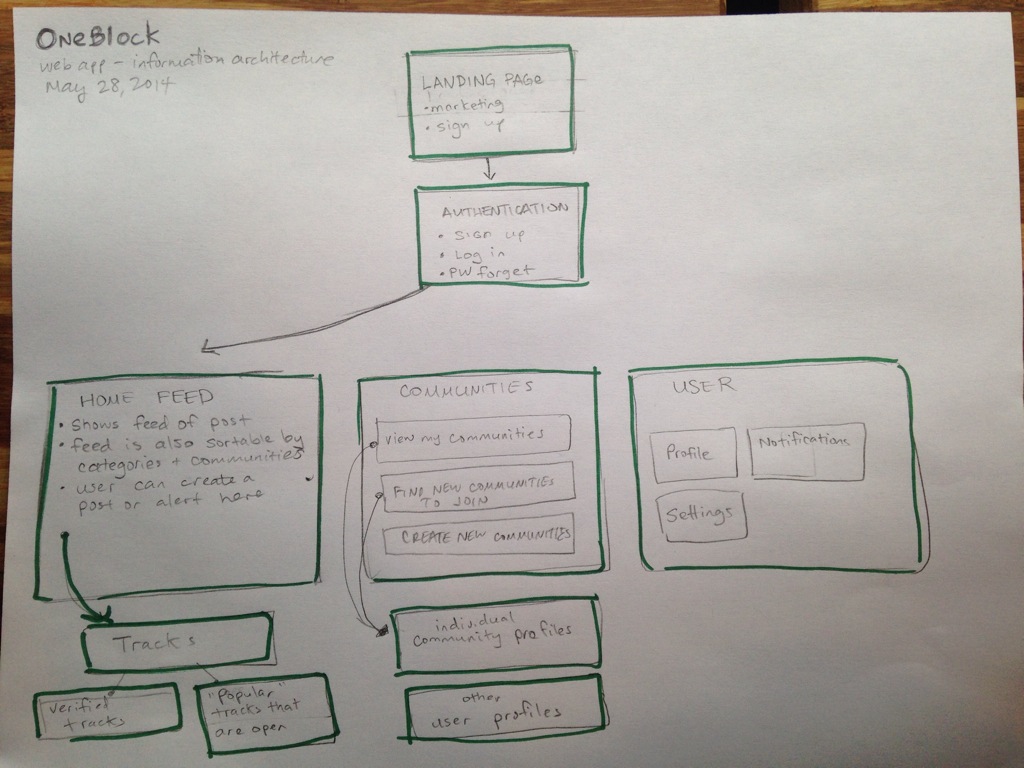 OneBlock
web app - information architecture
May 28, 2014
LANDING PAGE
• marketing
• sign up
AUTHENTICATION
• Sign up
• Log in
• PW forget
HOME FEED
• Shows feed of post
• feed is also sortable by
categories + communities
• user can create a
post or alert here
Tracks
verified
tracks
"popular"
tracks that
are open
COMMUNITIES
view my communities
FIND NEW COMMUNITIES
TO JOIN
CREATE NEW COMMUNITIES
individual
community profiles
other
user profiles
USER
Profile
Notifications
Settings